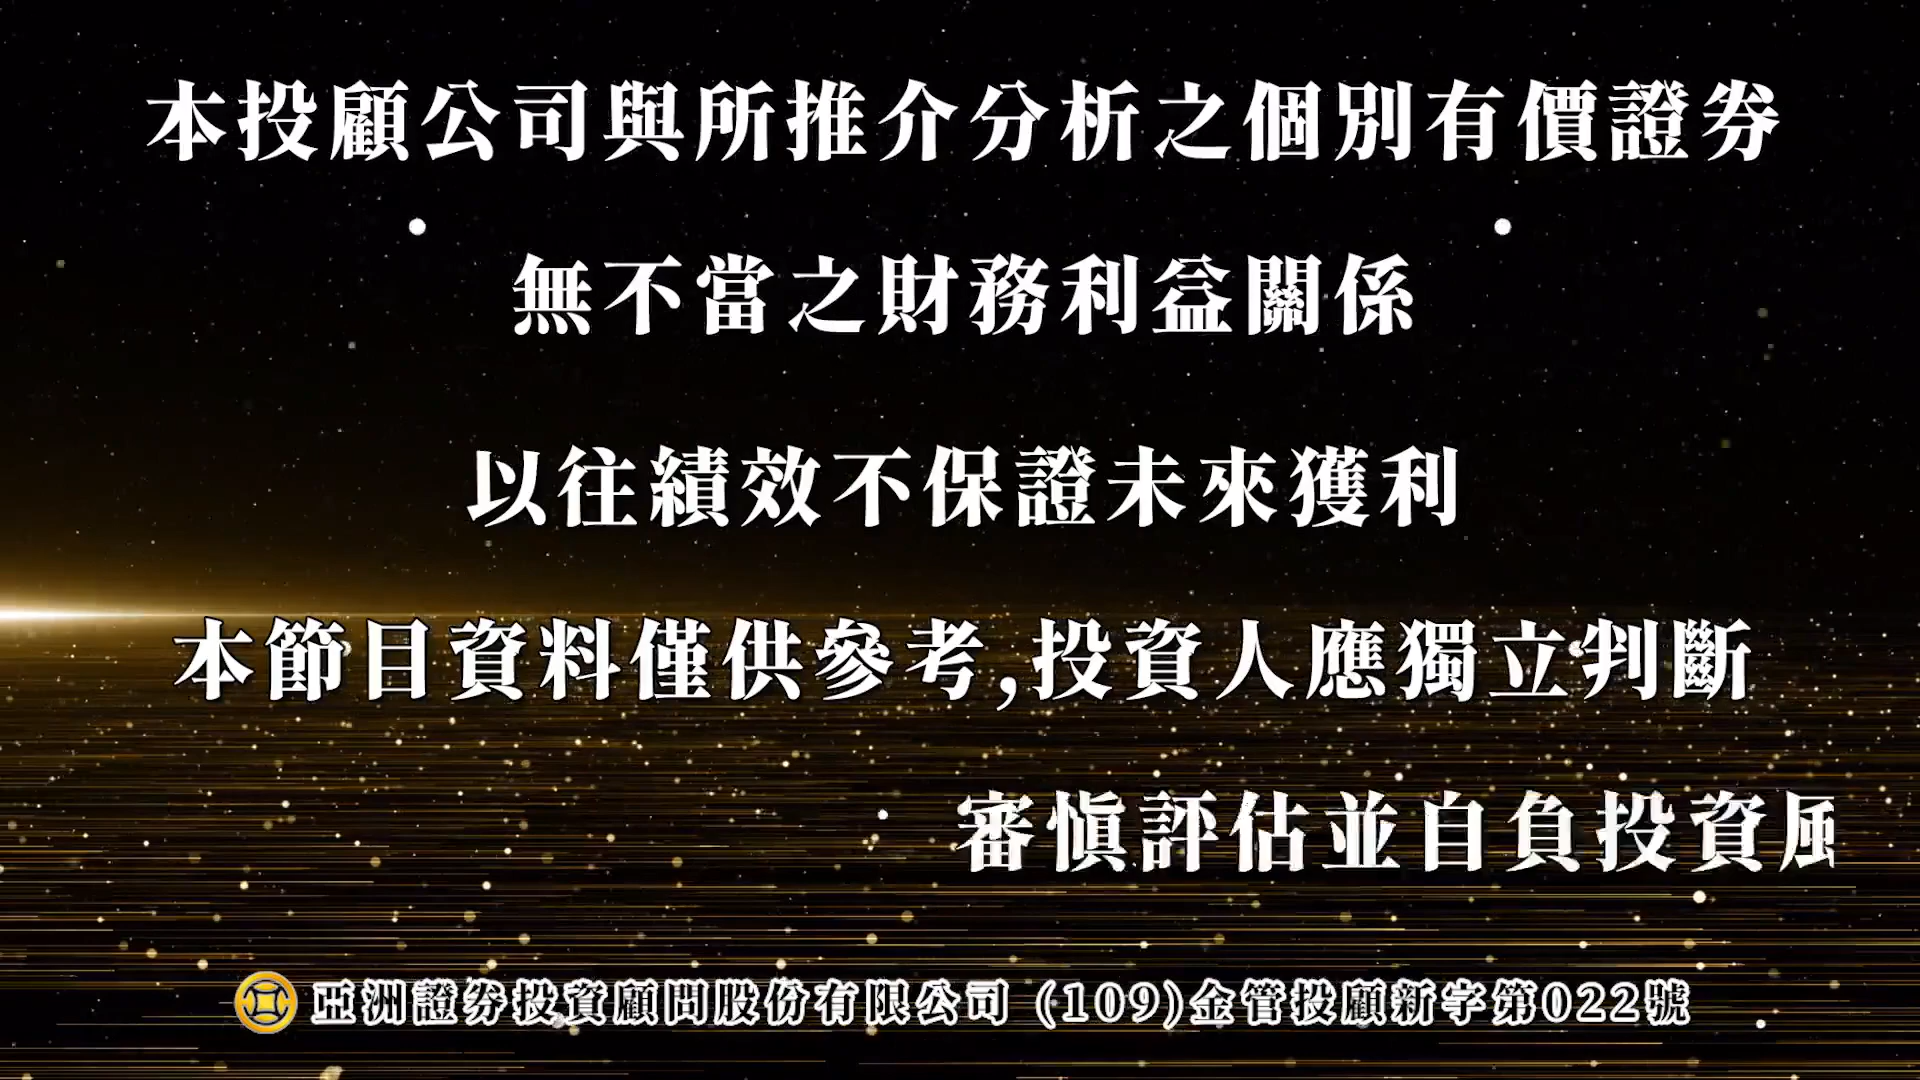 本投顧公司與所推介分析之個別有價證券
無不當之財務利益關係
以往績效不保證未來獲利
本節目資料僅供參考,投資人應獨立判斷
審慎評估並自負投資風
亞洲證券投資顧問股份有限公司 (109)金管投顧新字第022號